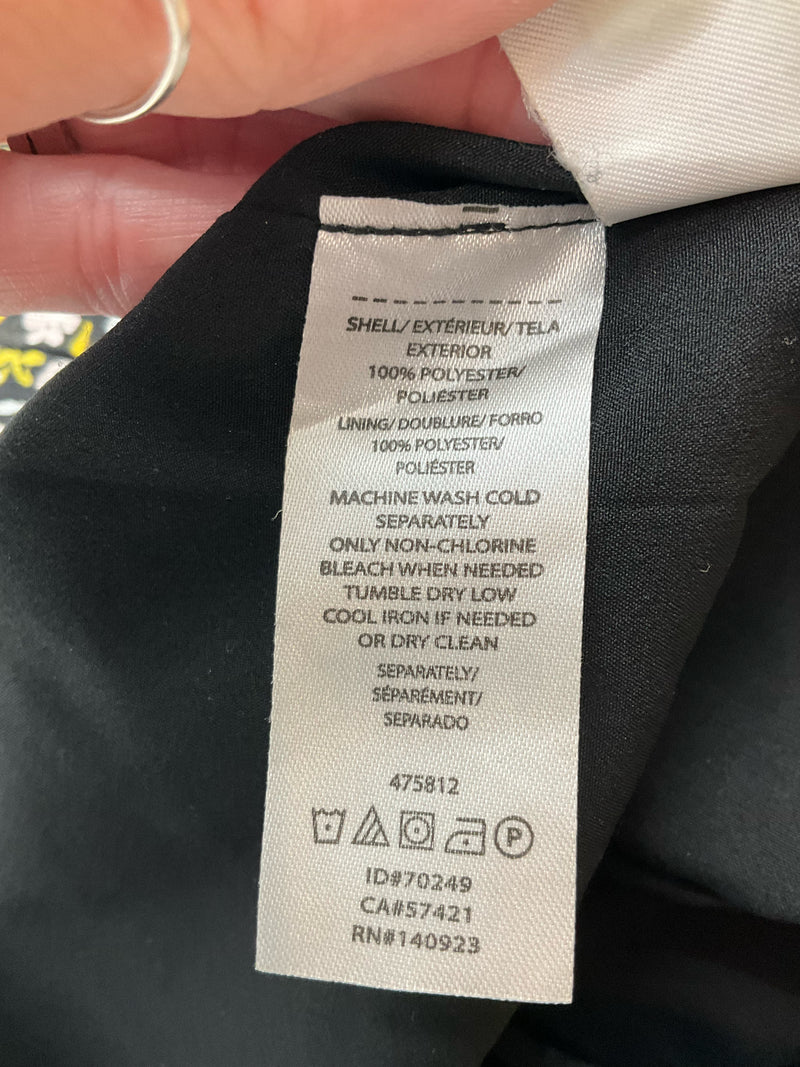 SHELL/ EXTÉRIEUR/ TELA
EXTERIOR
100% POLYESTER/
POLIÉSTER
LINING/ DOUBLURE/ FORRO
100% POLYESTER/
POLIÉSTER
MACHINE WASH COLD
SEPARATELY
ONLY NON-CHLORINE
BLEACH WHEN NEEDED
TUMBLE DRY LOW
COOL IRON IF NEEDED
OR DRY CLEAN
SEPARATELY/
SÉPARÉMENT/
SEPARADO
475812
P
ID#70249
CA#57421
RN#140923